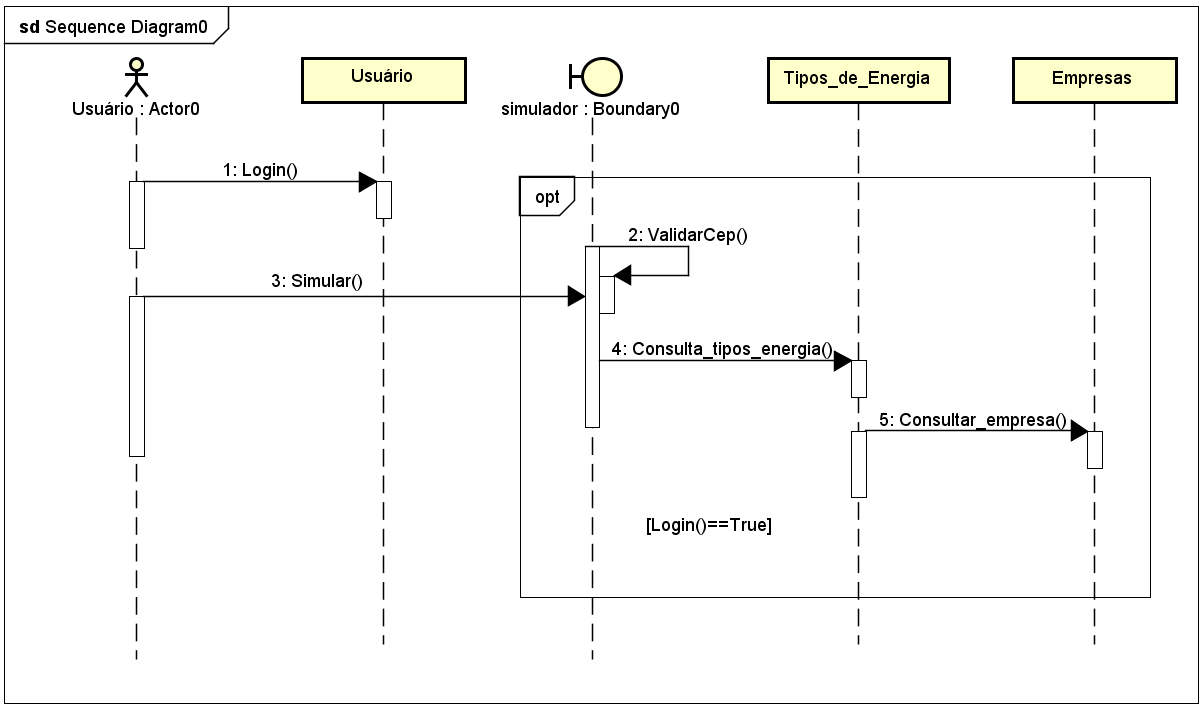 sd Sequence Diagram0
Usuário : Actor0
Usuário
simulador : Boundary0
Tipos_de_Energia
Empresas
1: Login()
opt
2: ValidarCep()
3: Simular()
4: Consulta_tipos_energia()
5: Consultar_empresa()
[Login()==True]